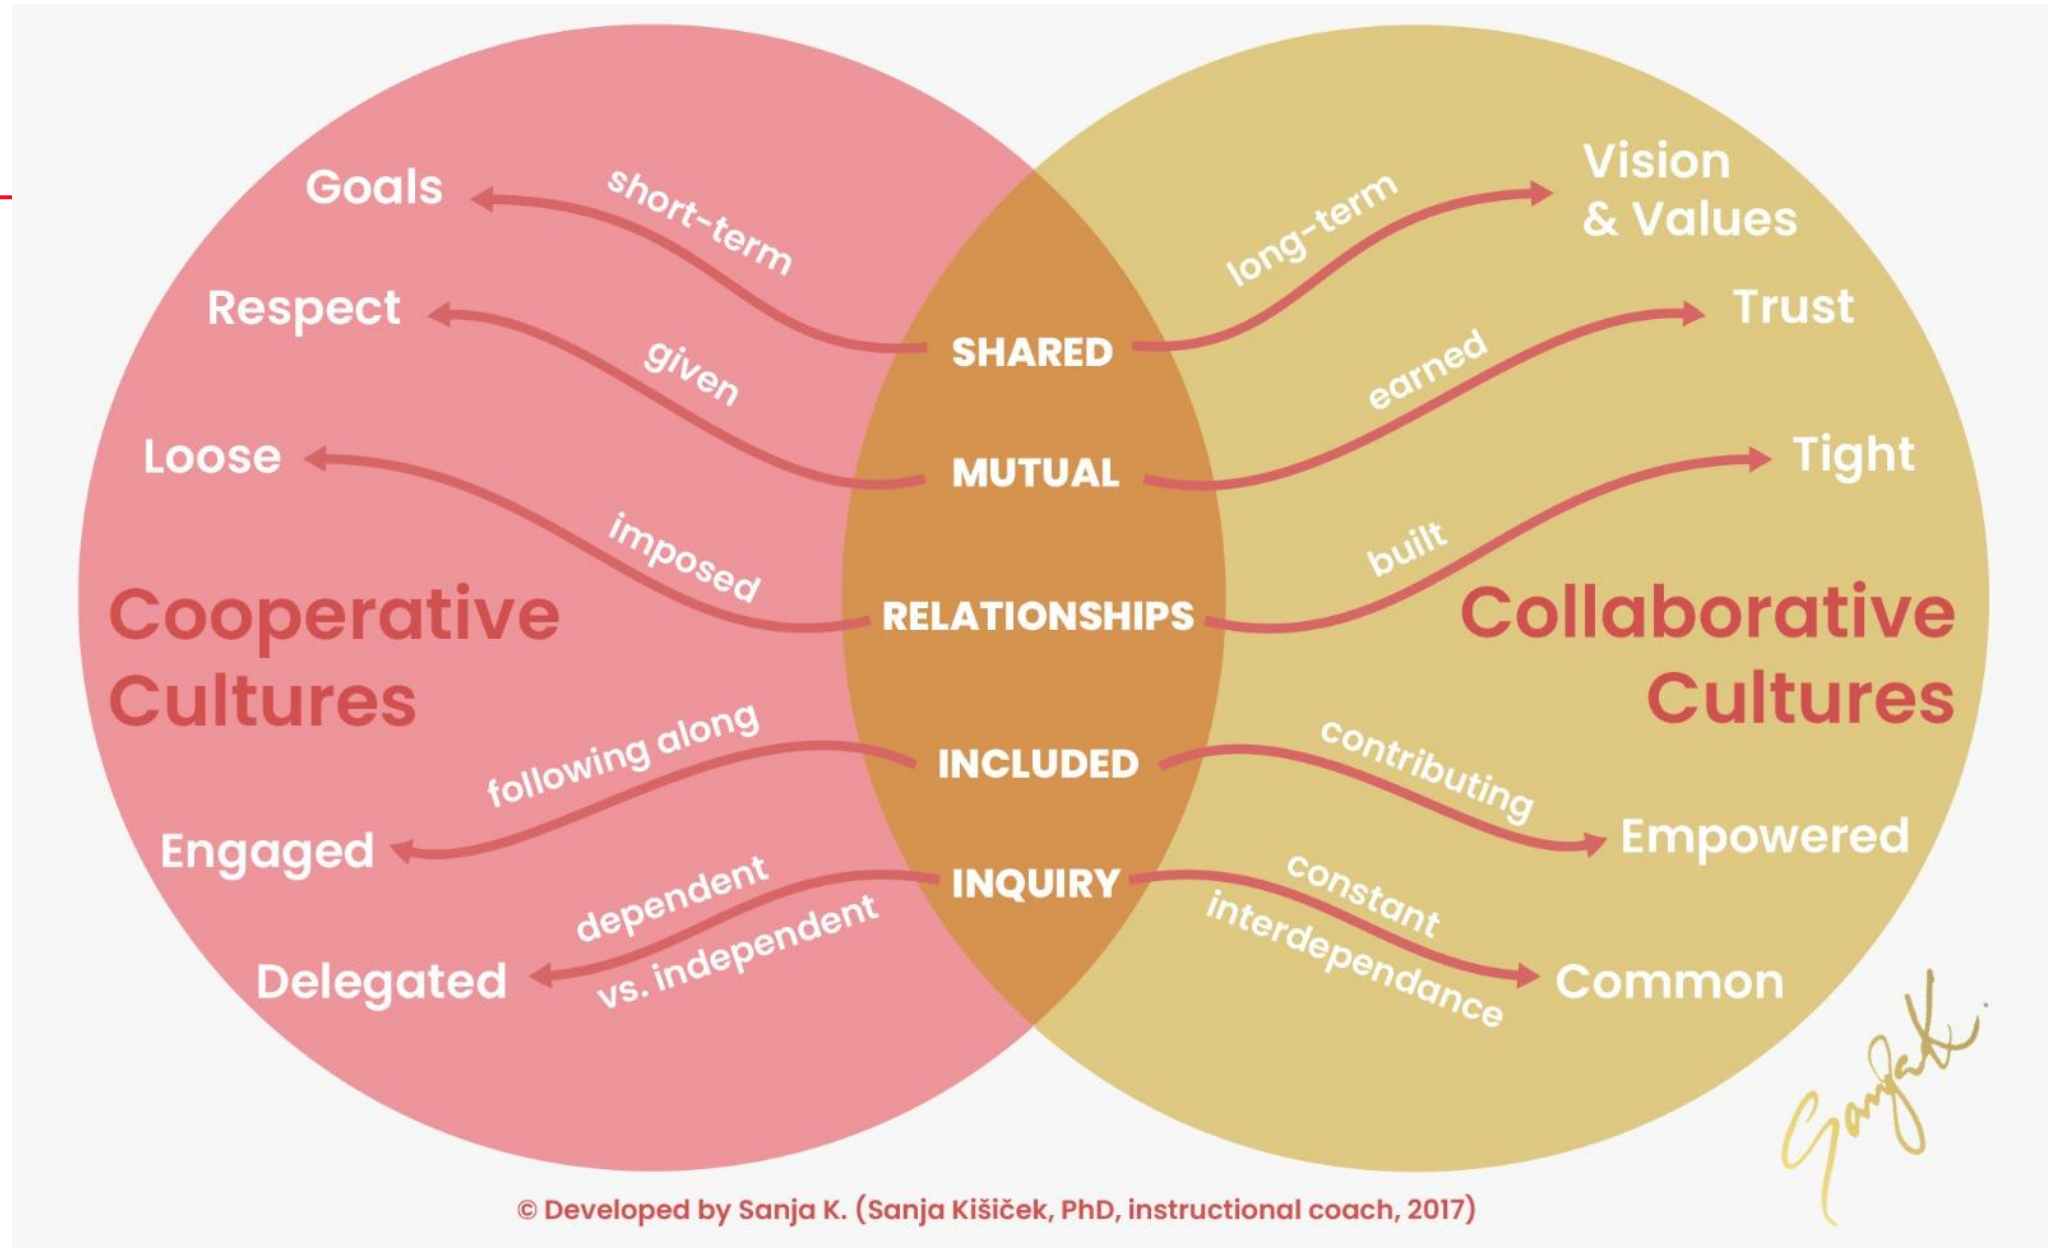 Goals
short-term
SHARED
long-term
Vision
& Values
Respect
given
MUTUAL
earned
Trust
Loose
imposed
RELATIONSHIPS
built
Tight
Cooperative
Cultures
Collaborative
Cultures
Engaged
following along
INCLUDED
contributing
Empowered
Delegated
dependent
vs. independent
INQUIRY
constant
interdependance
Common
SanjaK.
© Developed by Sanja K. (Sanja Kišiček, PhD, instructional coach, 2017)